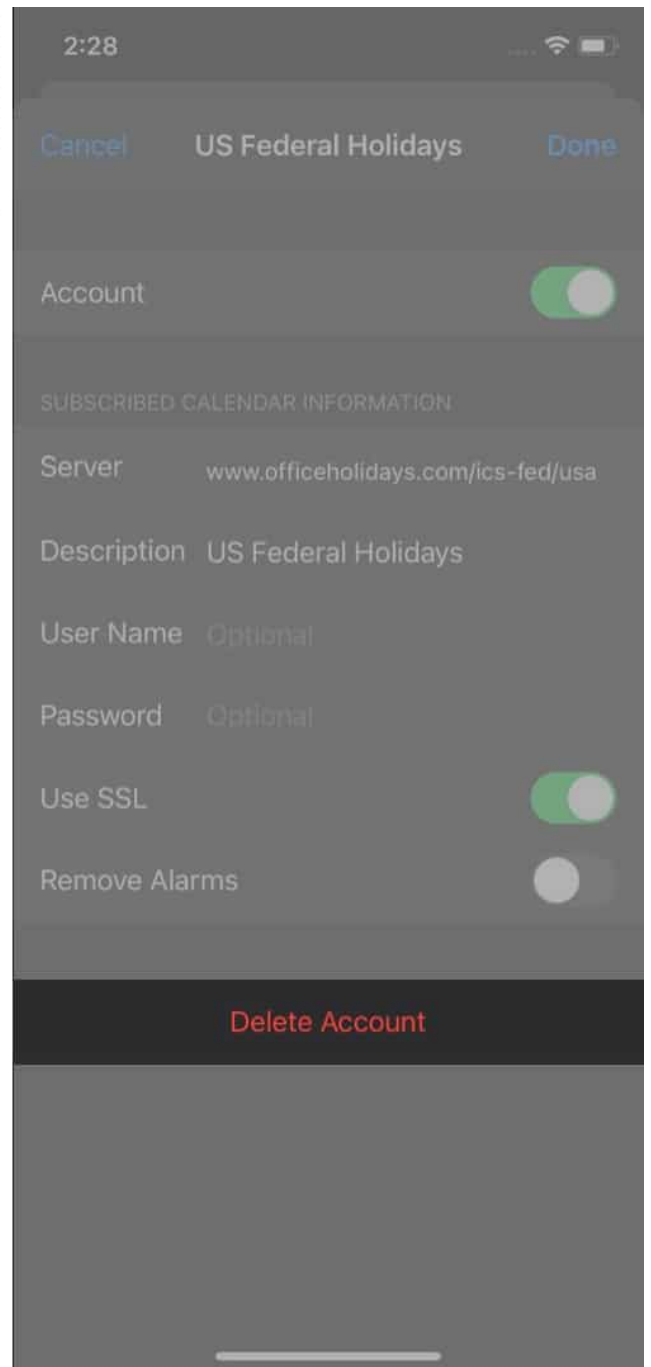 2:28
Cancel US Federal Holidays Done
Account
SUBSCRIBED CALENDAR INFORMATION
Server www.officeholidays.com/ics-fed/usa
Description US Federal Holidays
User Name Optional
Password Optional
Use SSL
Remove Alarms
Delete Account